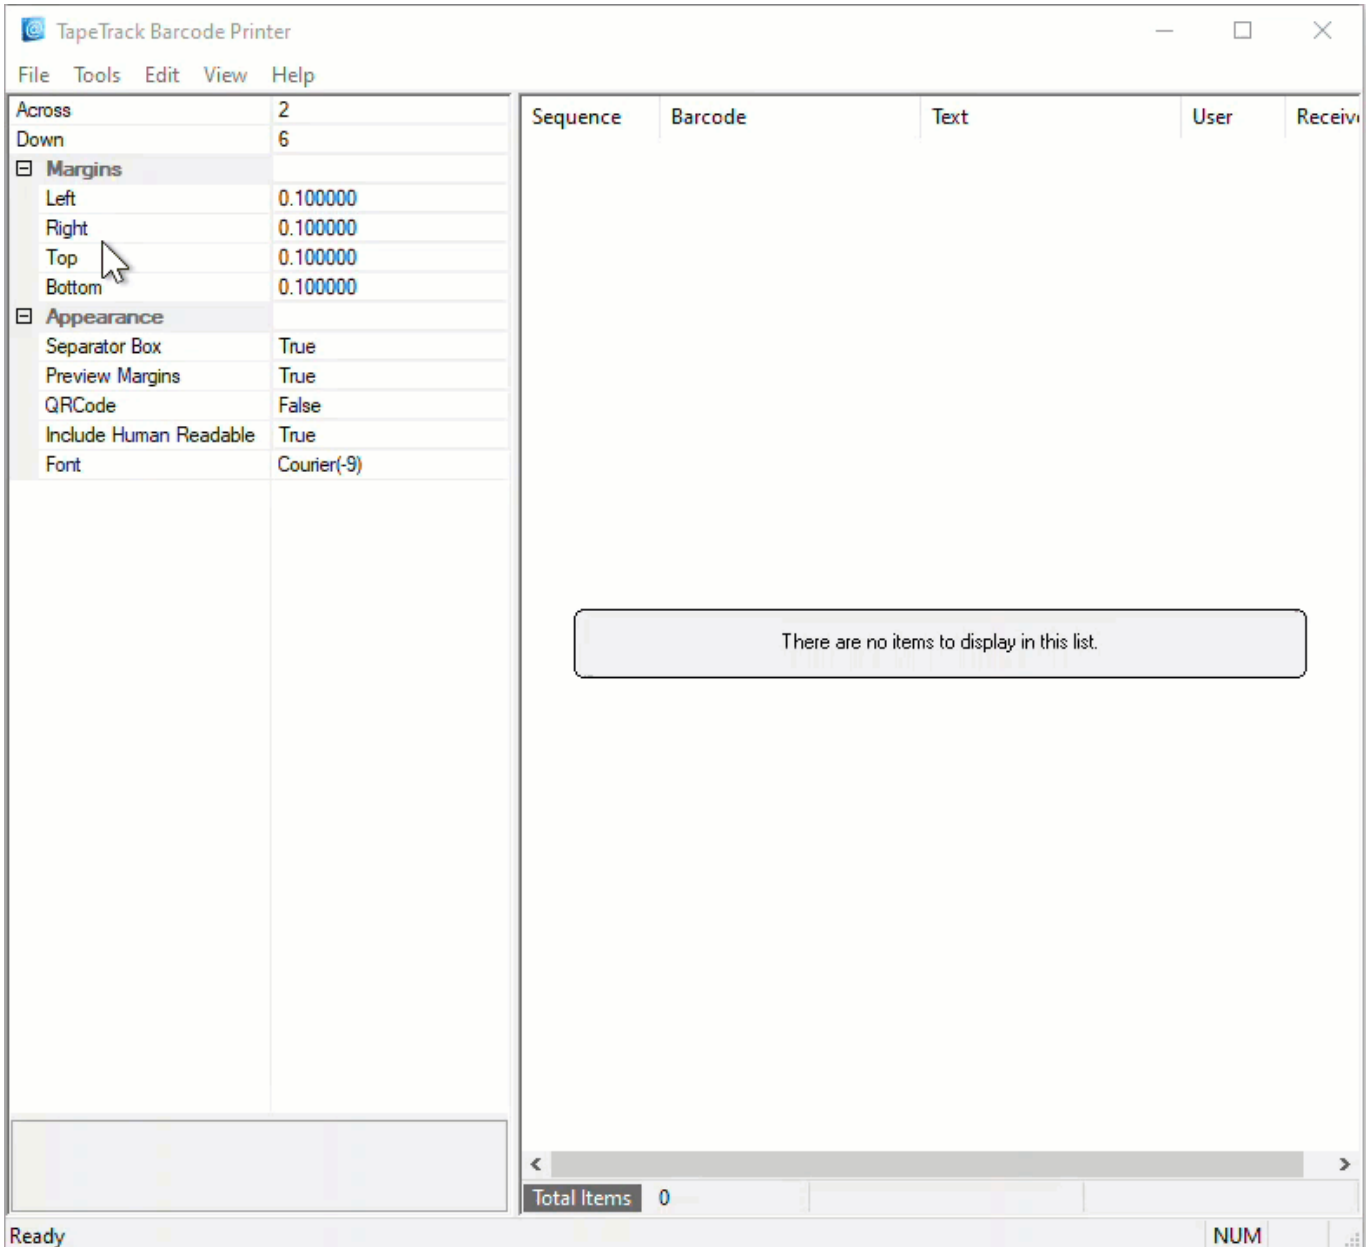 TapeTrack Barcode Printer
File Tools Edit View Help
Across 2
Down 6
Margins
Left 0.100000
Right 0.100000
Top 0.100000
Bottom 0.100000
Appearance
Separator Box True
Preview Margins True
QRCode False
Include Human Readable True
Font Courier(-9)
Sequence Barcode Text User Receive
There are no items to display in this list.
Total Items 0
Ready NUM